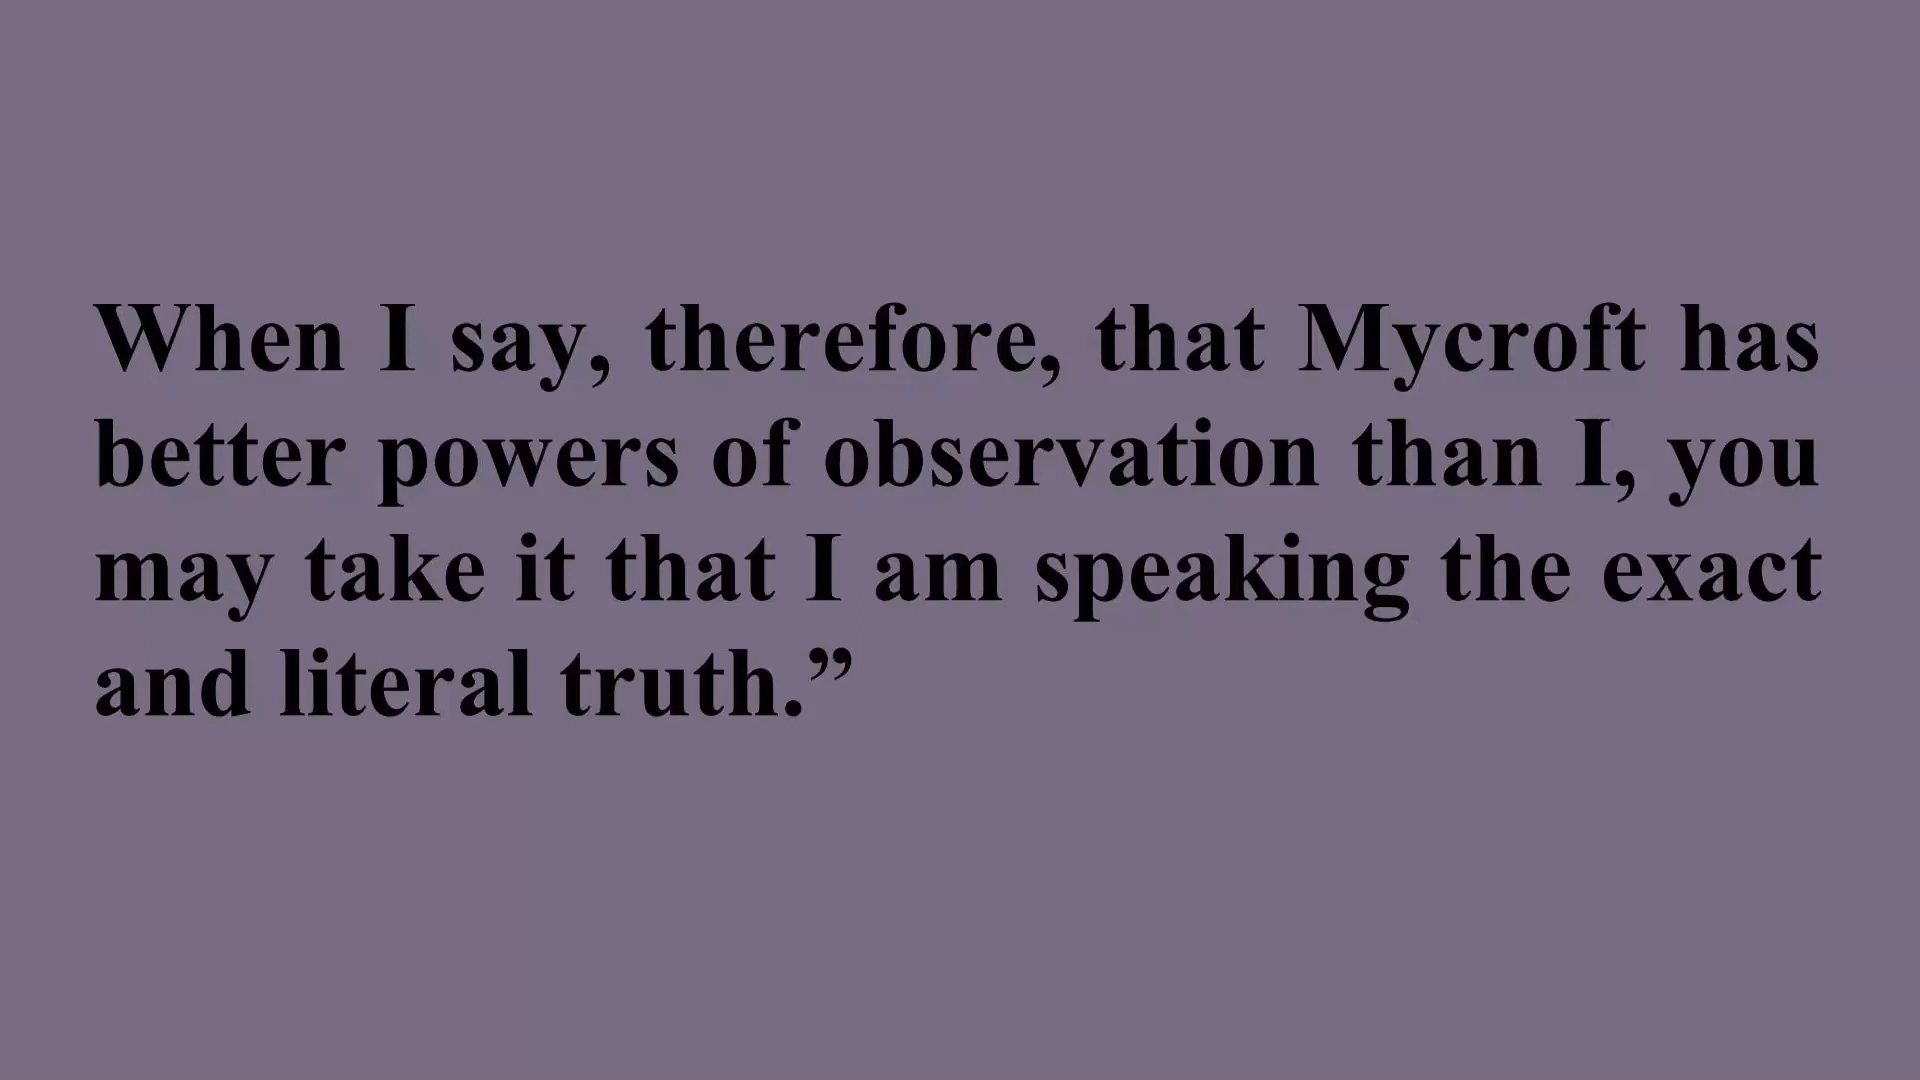 When I say, therefore, that Mycroft has
better powers of observation than I, you
may take it that I am speaking the exact
and literal truth.”